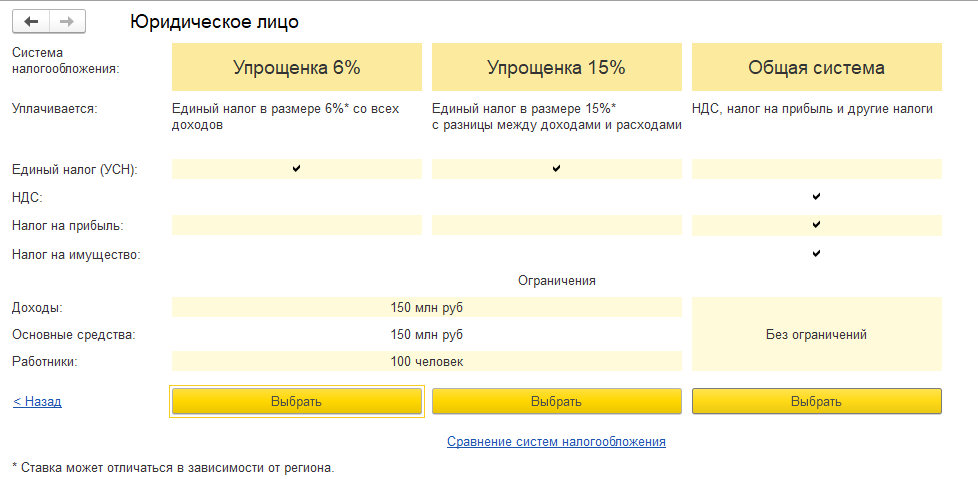 Юридическое лицо
Система
налогообложения:
Упрощенка 6%
Упрощенка 15%
Общая система
Уплачивается:
Единый налог в размере 6%* со всех
доходов
Единый налог в размере 15%*
с разницы между доходами и расходами
НДС, налог на прибыль и другие налоги
Единый налог (УСН):
НДС:
Налог на прибыль:
Налог на имущество:
Ограничения
Доходы:
150 млн руб
Основные средства:
150 млн руб
Без ограничений
Работники:
100 человек
< Назад
Выбрать
Выбрать
Выбрать
Сравнение систем налогообложения
* Ставка может отличаться в зависимости от региона.